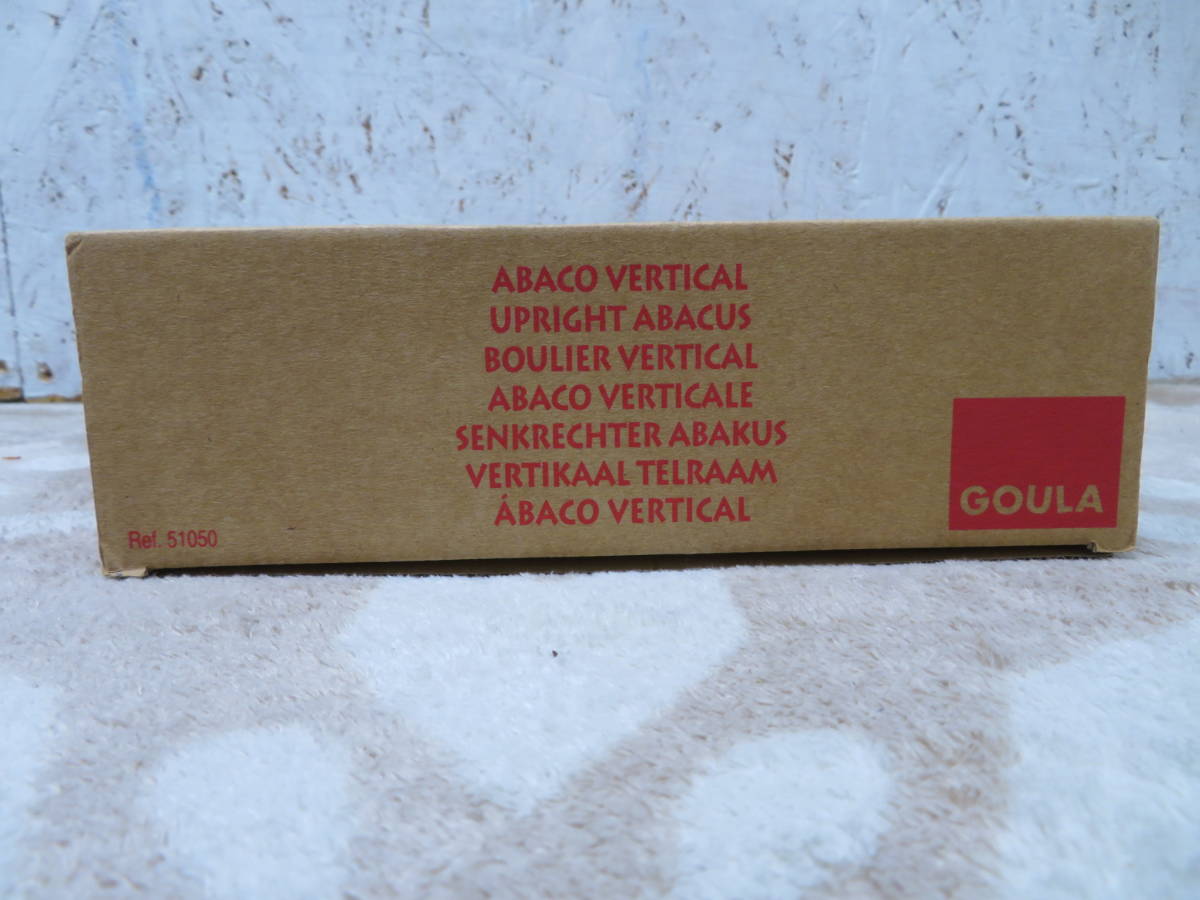 ABACO VERTICAL
UPRIGHT ABACUS
BOULIER VERTICAL
ABACO VERTICALE
SENKRECHTER ABAKUS
VERTIKAAL TELRAAM
ÁBACO VERTICAL
GOULA
Ref. 51050